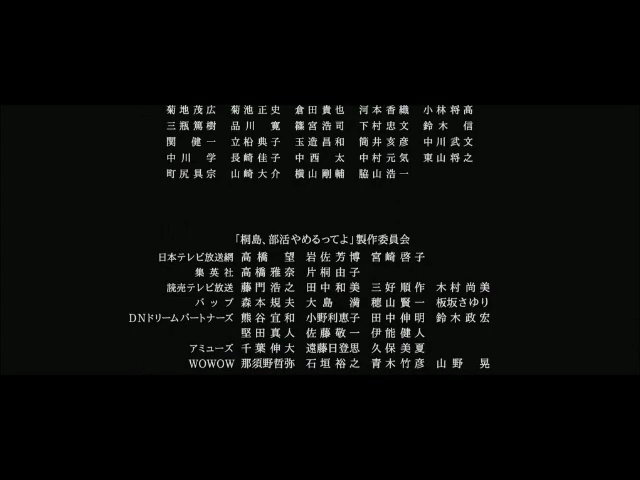 菊地茂広 菊池正史 倉田貴也 河本香織 小林将高
三瓶篤樹 品川 寛 篠宮浩司 下村忠文 鈴木 信
関 健一 立松典子 玉造昌和 筒井亥彦 中川武文
中川 学 長崎佳子 中西 太 中村元気 東山将之
町尻具宗 山崎大介 横山剛輔 脇山浩一
「桐島、部活やめるってよ」製作委員会
日本テレビ放送網 高橋 望 岩佐芳博 宮崎啓子
集英社 高橋雅奈 片桐由子
読売テレビ放送 藤門浩之 田中和美 三好順作 木村尚美
バップ 森本規夫 大島 満 穂山賢一 板坂さゆり
DNドリームパートナーズ 熊谷宜和 小野利恵子 田中伸明 鈴木政宏
堅田真人 佐藤敬一 伊能健人
アミューズ 千葉伸大 遠藤日登思 久保美夏
WOWOW 那須野哲弥 石垣裕之 青木竹彦 山野 晃